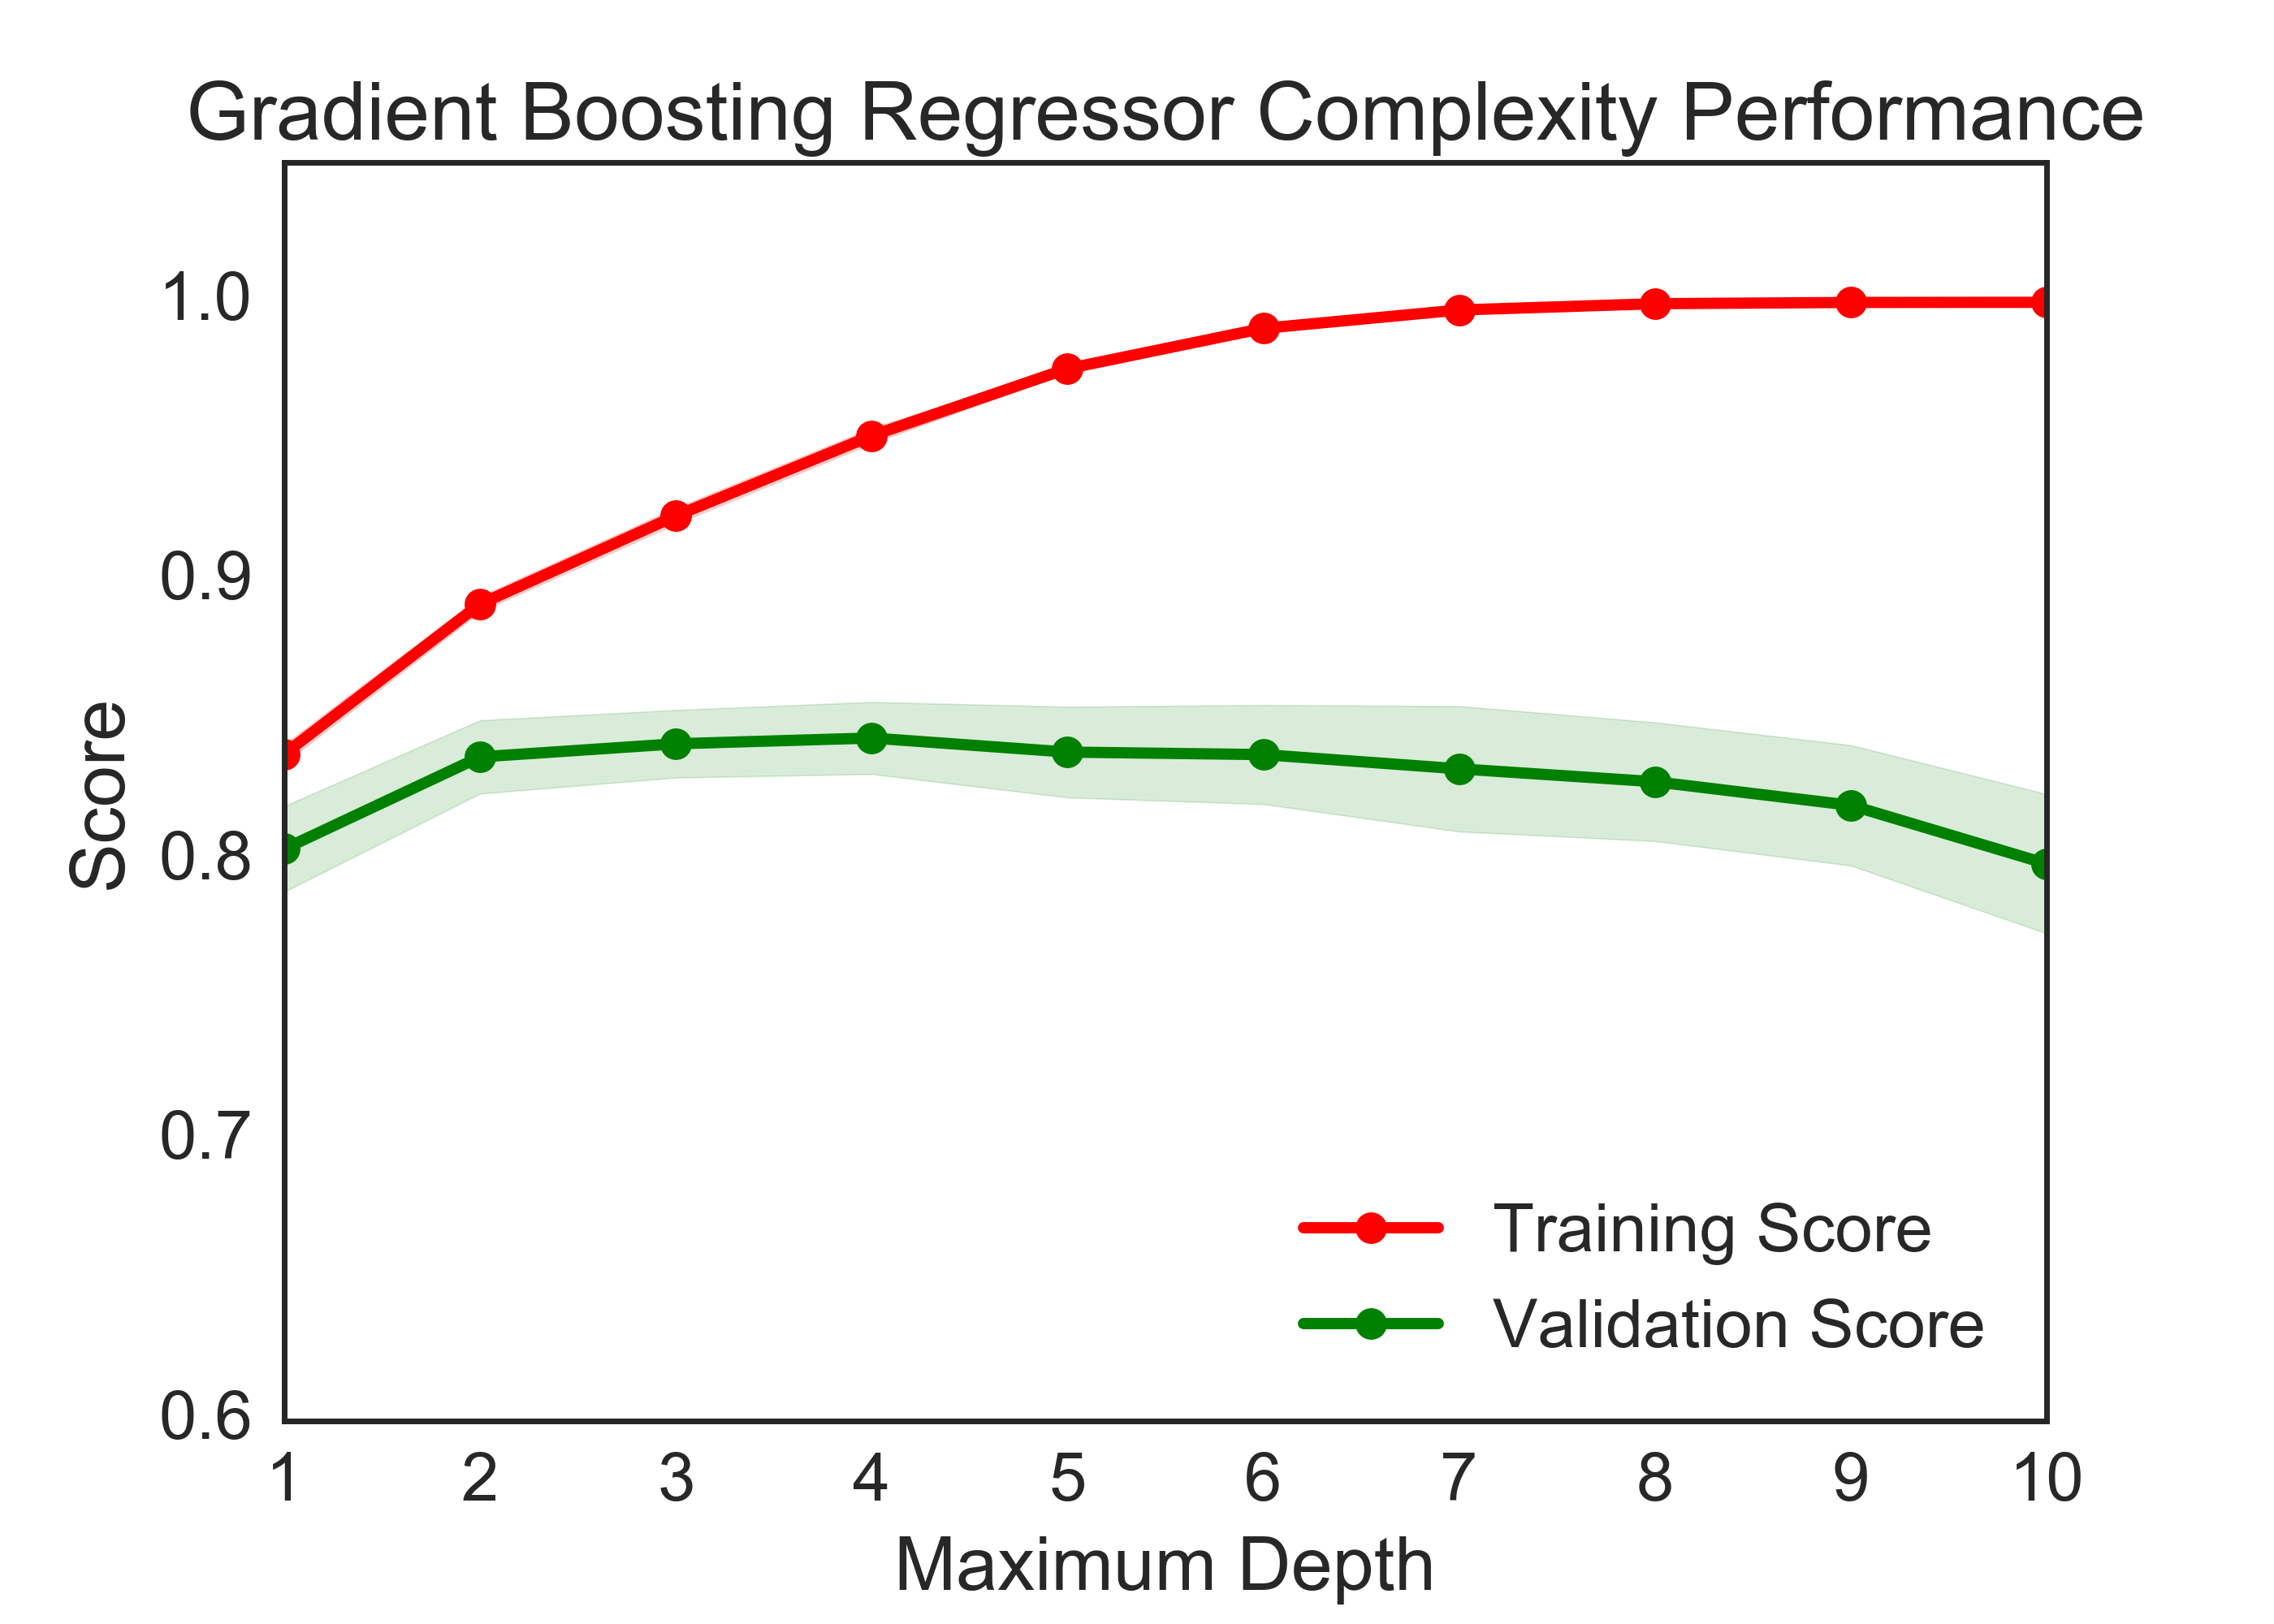 Gradient Boosting Regressor Complexity Performance
1.0
0.9
0.8
0.7
0.6
Score
Training Score
Validation Score
1 2 3 4 5 6 7 8 9 10
Maximum Depth